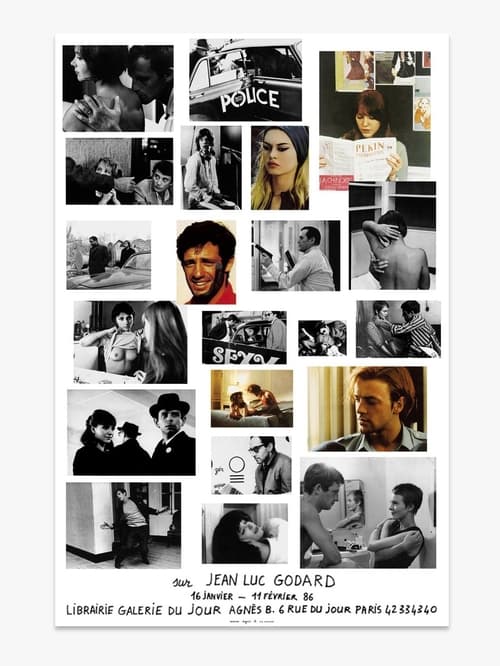 POLICE
PEKIN
SEXY
sur JEAN LUC GODARD
16 janvier – 11 février 86
LIBRAIRIE GALERIE DU JOUR AGNÈS B. 6 RUE DU JOUR PARIS 42334340